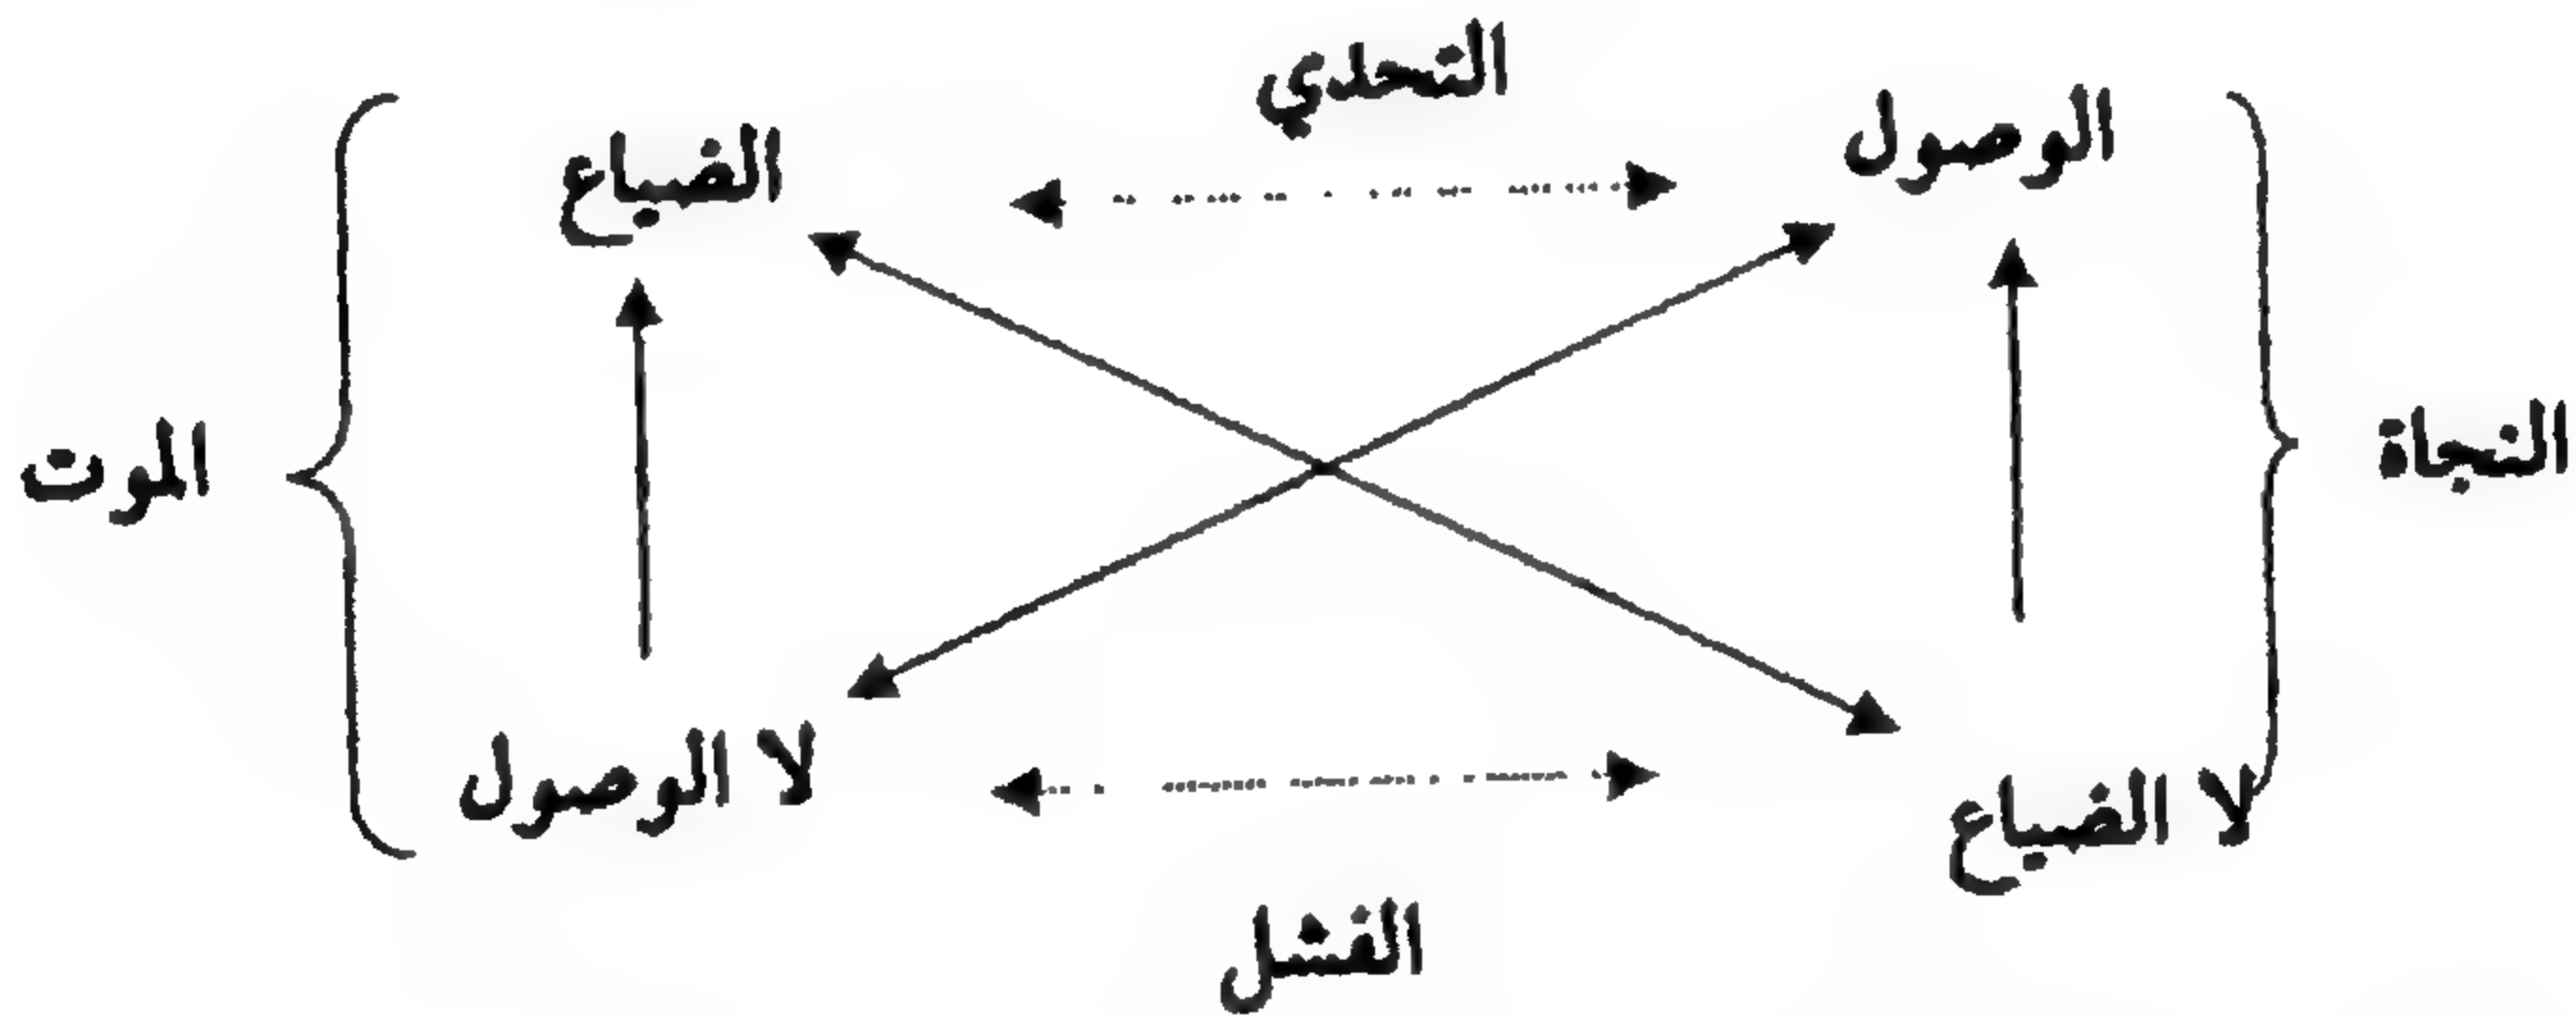 التحدي
الوصول
الضياع
النجاة
الموت
لا الضياع
لا الوصول
الفشل